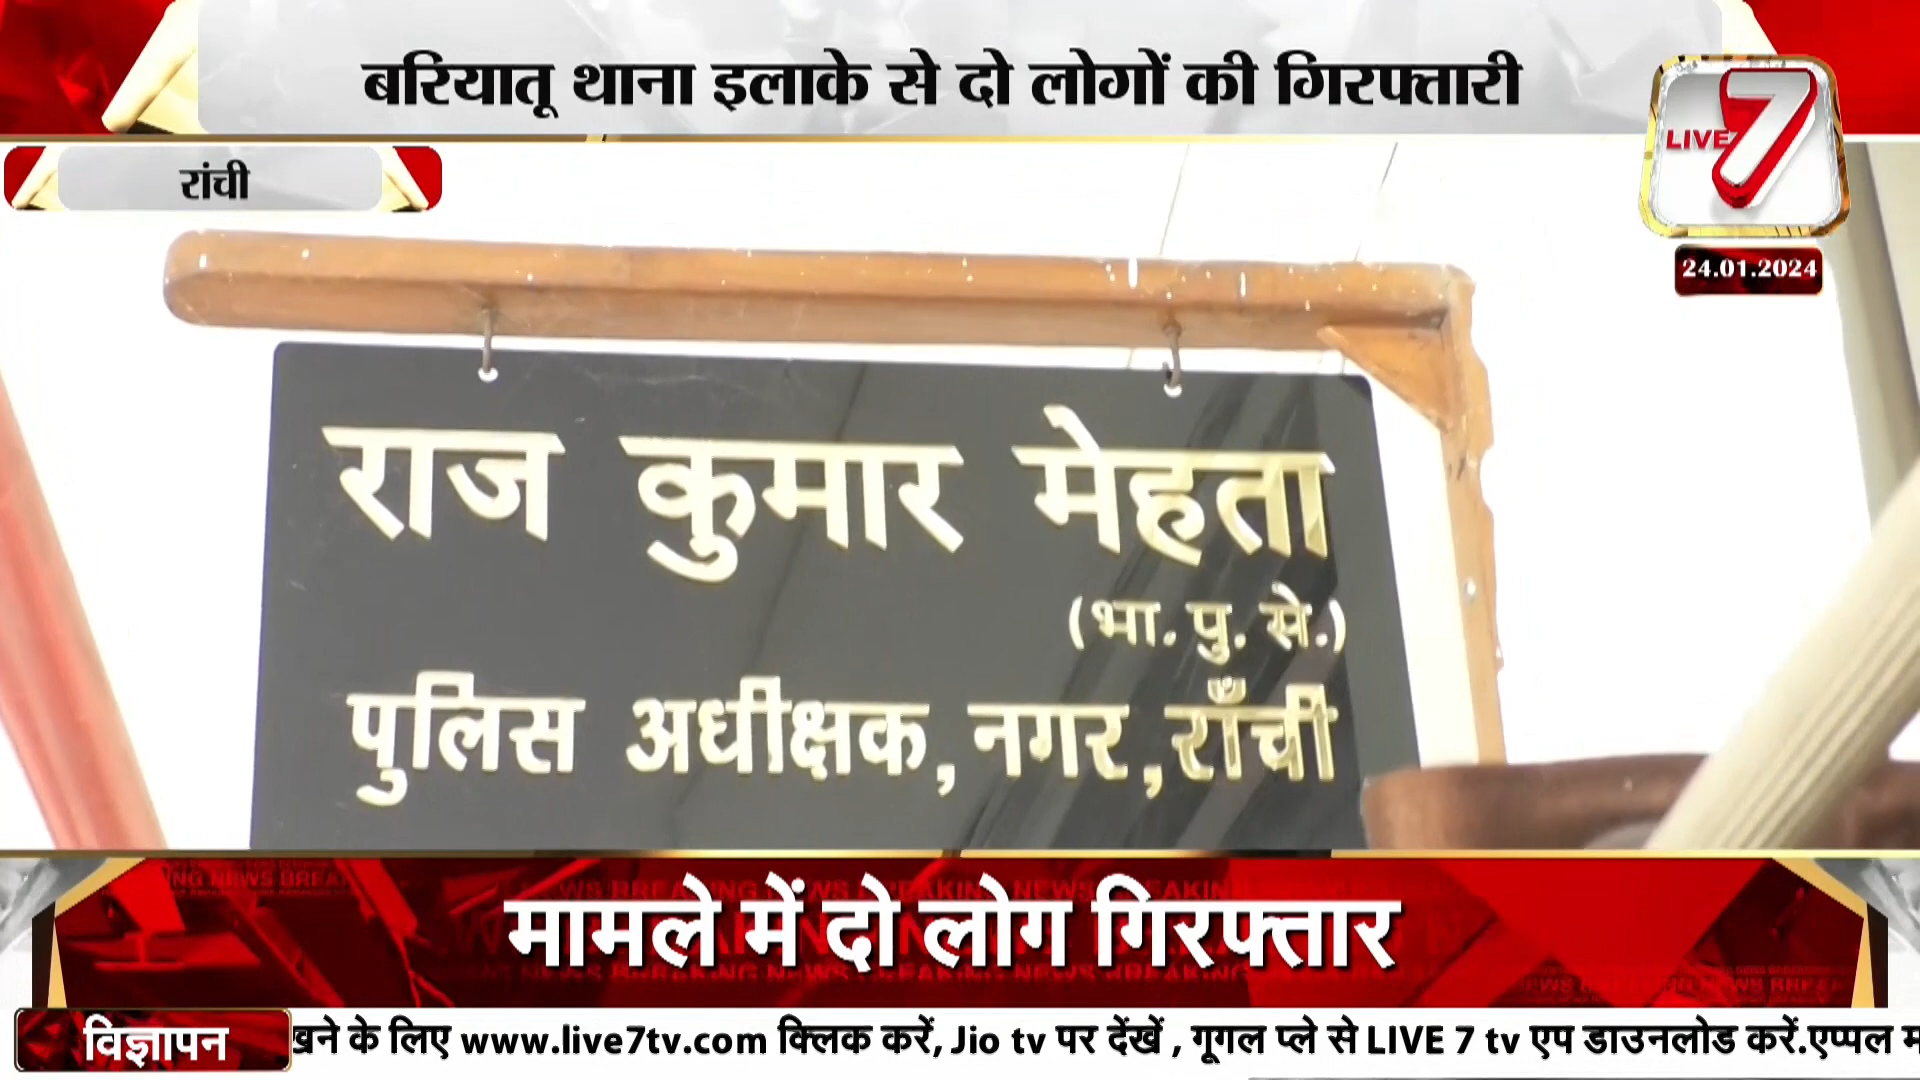 बरियातू थाना इलाके से दो लोगों की गिरफ्तारी
LIVE 7
रांची
24.01.2024
राज कुमार मेहता
(भा. पु. से.)
पुलिस अधीक्षक, नगर, राँची
मामले में दो लोग गिरफ्तार
विज्ञापन
के लिए www.live7tv.com क्लिक करें, Jio tv पर देंखें , गूगल प्ले से LIVE 7 tv एप डाउनलोड करें.एप्पल